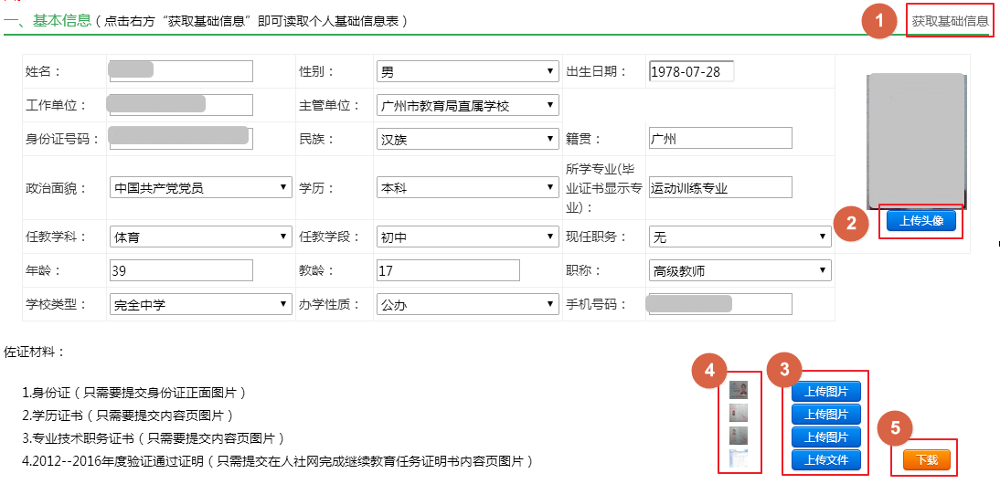 一、基本信息（点击右方“获取基础信息”即可读取个人基础信息表） 1 获取基础信息
姓名： 性别： 男 出生日期： 1978-07-28
工作单位： 主管单位： 广州市教育局直属学校
身份证号码： 民族： 汉族 籍贯： 广州
政治面貌： 中国共产党党员 学历： 本科 所学专业(毕业证书显示专业)： 运动训练专业
2 上传头像
任教学科： 体育 任教学段： 初中 现任职务： 无
年龄： 39 教龄： 17 职称： 高级教师
学校类型： 完全中学 办学性质： 公办 手机号码：
佐证材料：
4 3
1.身份证（只需要提交身份证正面图片） 上传图片
2.学历证书（只需要提交内容页图片） 上传图片
3.专业技术职务证书（只需要提交内容页图片） 上传图片 5
4.2012--2016年度验证通过证明（只需提交在人社网完成继续教育任务证明书内容页图片） 上传文件 下载